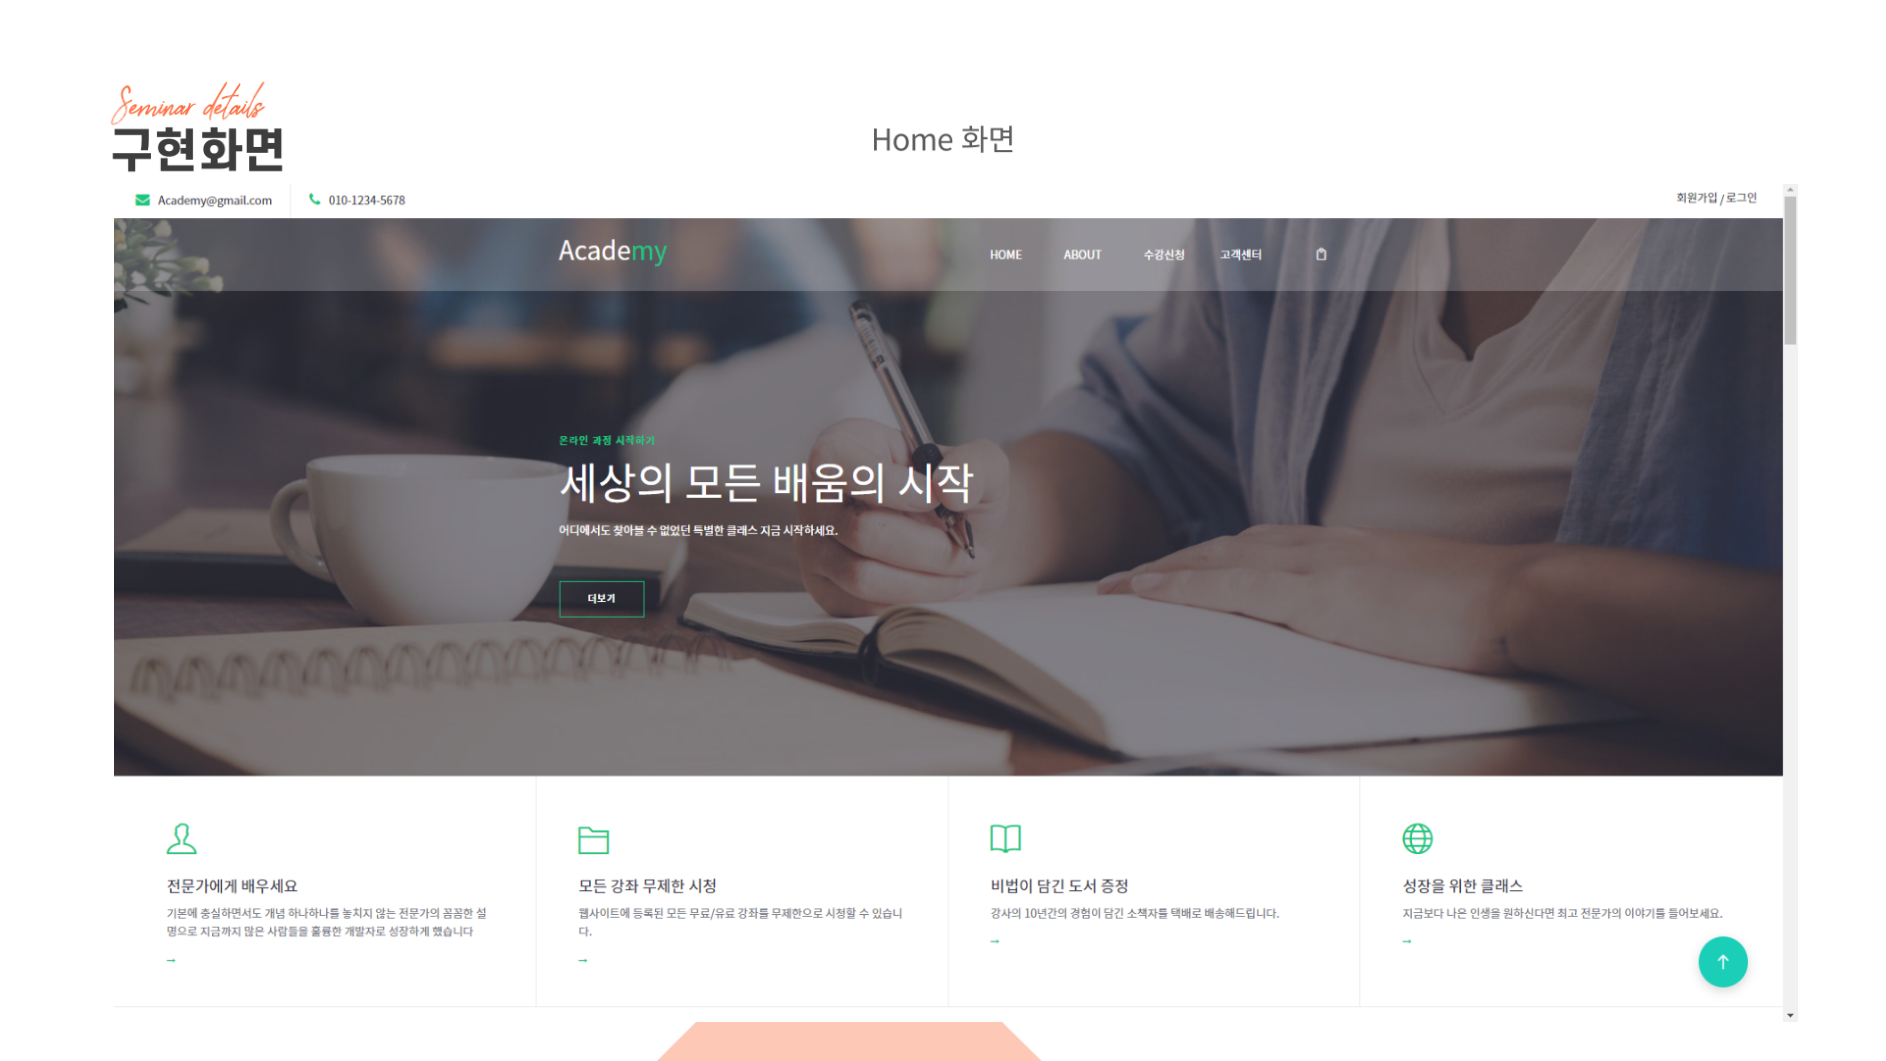 Seminar details
구현화면
Home 화면
Academy@gmail.com
010-1234-5678
회원가입 / 로그인
Academy
HOME
ABOUT
수강신청
고객센터
온라인 과정 시작하기
세상의 모든 배움의 시작
어디에서도 찾아볼 수 없었던 특별한 클래스 지금 시작하세요.
더보기
전문가에게 배우세요
기본에 충실하면서도 개념 하나하나를 놓치지 않는 전문가의 꼼꼼한 설
명으로 지금까지 많은 사람들을 훌륭한 개발자로 성장하게 했습니다
→
모든 강좌 무제한 시청
웹사이트에 등록된 모든 무료/유료 강좌를 무제한으로 시청할 수 있습니
다.
→
비법이 담긴 도서 증정
강사의 10년간의 경험이 담긴 소책자를 택배로 배송해드립니다.
→
성장을 위한 클래스
지금보다 나은 인생을 원하신다면 최고 전문가의 이야기를 들어보세요.
→